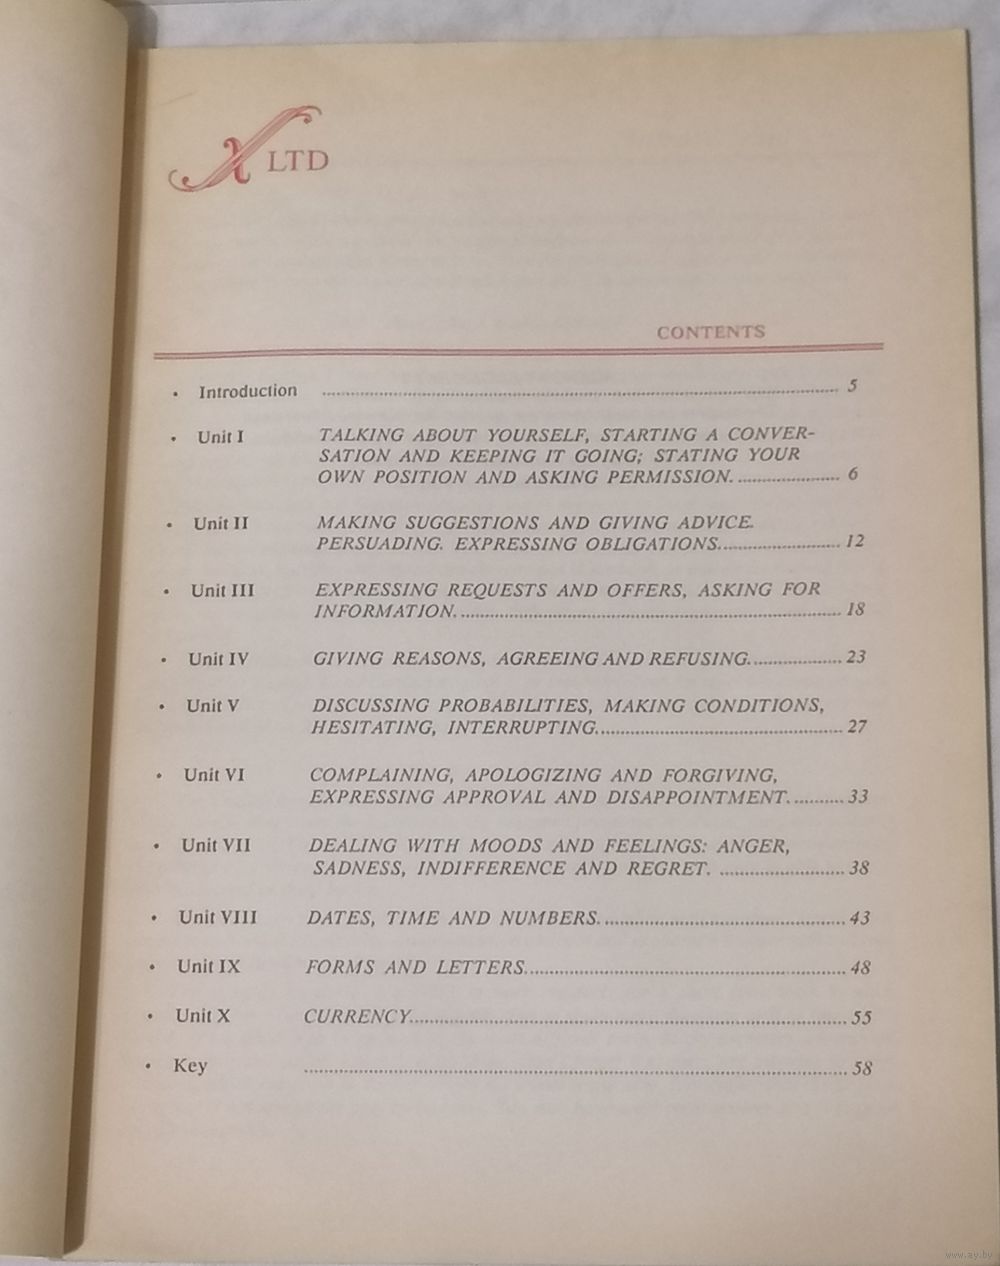 X LTD
CONTENTS
• Introduction ........ 5
• Unit I TALKING ABOUT YOURSELF, STARTING A CONVER-
SATION AND KEEPING IT GOING; STATING YOUR
OWN POSITION AND ASKING PERMISSION. ........ 6
• Unit II MAKING SUGGESTIONS AND GIVING ADVICE.
PERSUADING. EXPRESSING OBLIGATIONS. ........ 12
• Unit III EXPRESSING REQUESTS AND OFFERS, ASKING FOR
INFORMATION. ........ 18
• Unit IV GIVING REASONS, AGREEING AND REFUSING. ........ 23
• Unit V DISCUSSING PROBABILITIES, MAKING CONDITIONS,
HESITATING, INTERRUPTING. ........ 27
• Unit VI COMPLAINING, APOLOGIZING AND FORGIVING,
EXPRESSING APPROVAL AND DISAPPOINTMENT. ........ 33
• Unit VII DEALING WITH MOODS AND FEELINGS: ANGER,
SADNESS, INDIFFERENCE AND REGRET. ........ 38
• Unit VIII DATES, TIME AND NUMBERS. ........ 43
• Unit IX FORMS AND LETTERS. ........ 48
• Unit X CURRENCY. ........ 55
• Key ........ 58
www.ay.by